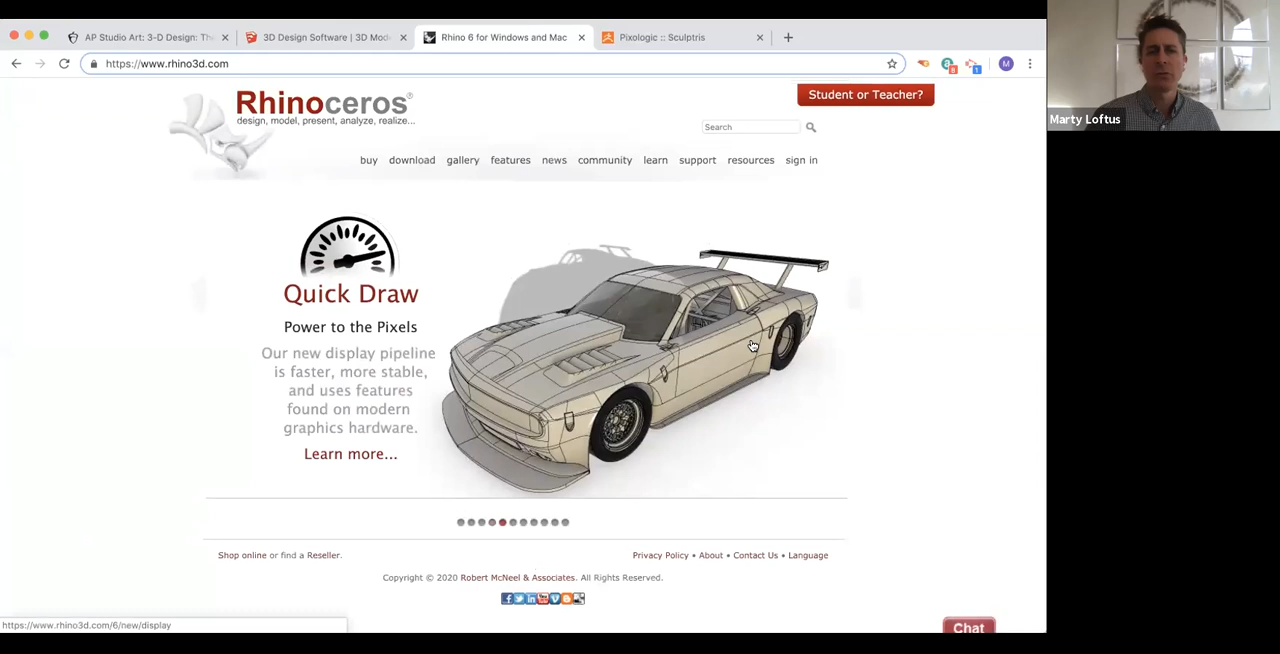 AP Studio Art: 3-D Design: Th
3D Design Software | 3D Mod
Rhino 6 for Windows and Mac
Pixologic :: Sculptris
https://www.rhino3d.com
8
1
M
Marty Loftus
Rhinoceros®
design, model, present, analyze, realize...
Student or Teacher?
Search
buy download gallery features news community learn support resources sign in
Quick Draw
Power to the Pixels
Our new display pipeline
is faster, more stable,
and uses features
found on modern
graphics hardware.
Learn more...
Shop online or find a Reseller.
Privacy Policy • About • Contact Us • Language
Copyright © 2020 Robert McNeel & Associates. All Rights Reserved.
https://www.rhino3d.com/6/new/display
Chat